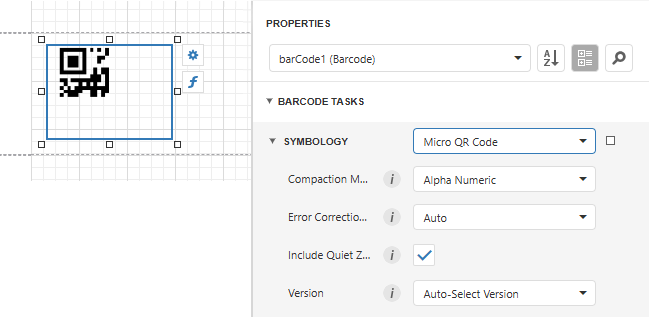 PROPERTIES
barCode1 (Barcode)
A
Z
BARCODE TASKS
SYMBOLOGY
Micro QR Code
Compaction M...
i
Alpha Numeric
Error Correctio...
i
Auto
Include Quiet Z...
i
Version
i
Auto-Select Version
f